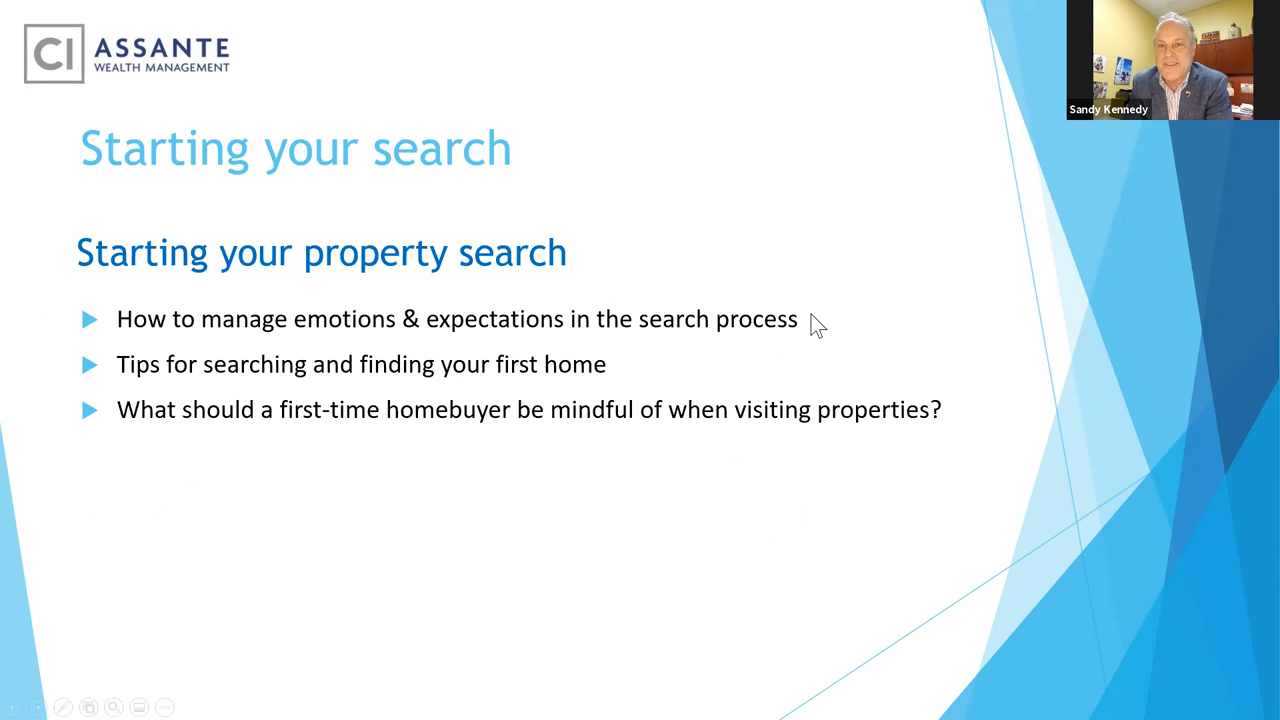 CI ASSANTE
WEALTH MANAGEMENT
Sandy Kennedy
Starting your search
Starting your property search
How to manage emotions & expectations in the search process
Tips for searching and finding your first home
What should a first-time homebuyer be mindful of when visiting properties?